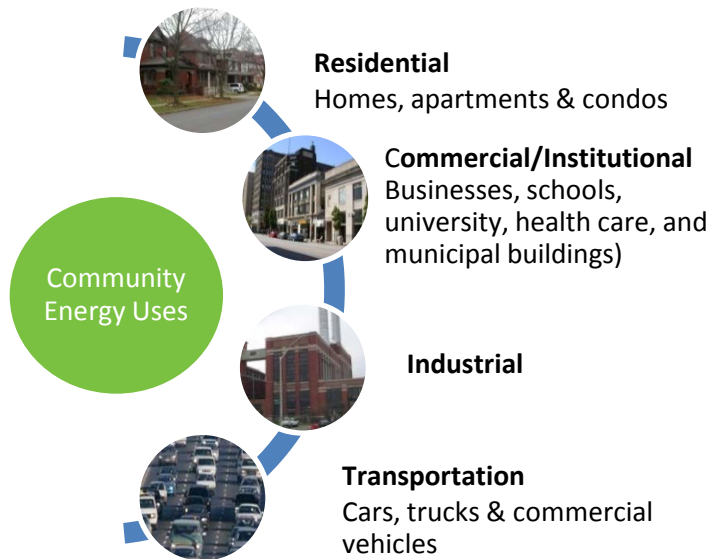 Residential
Homes, apartments & condos
Commercial/Institutional
Businesses, schools,
university, health care, and
municipal buildings)
Community
Energy Uses
Industrial
Transportation
Cars, trucks & commercial
vehicles